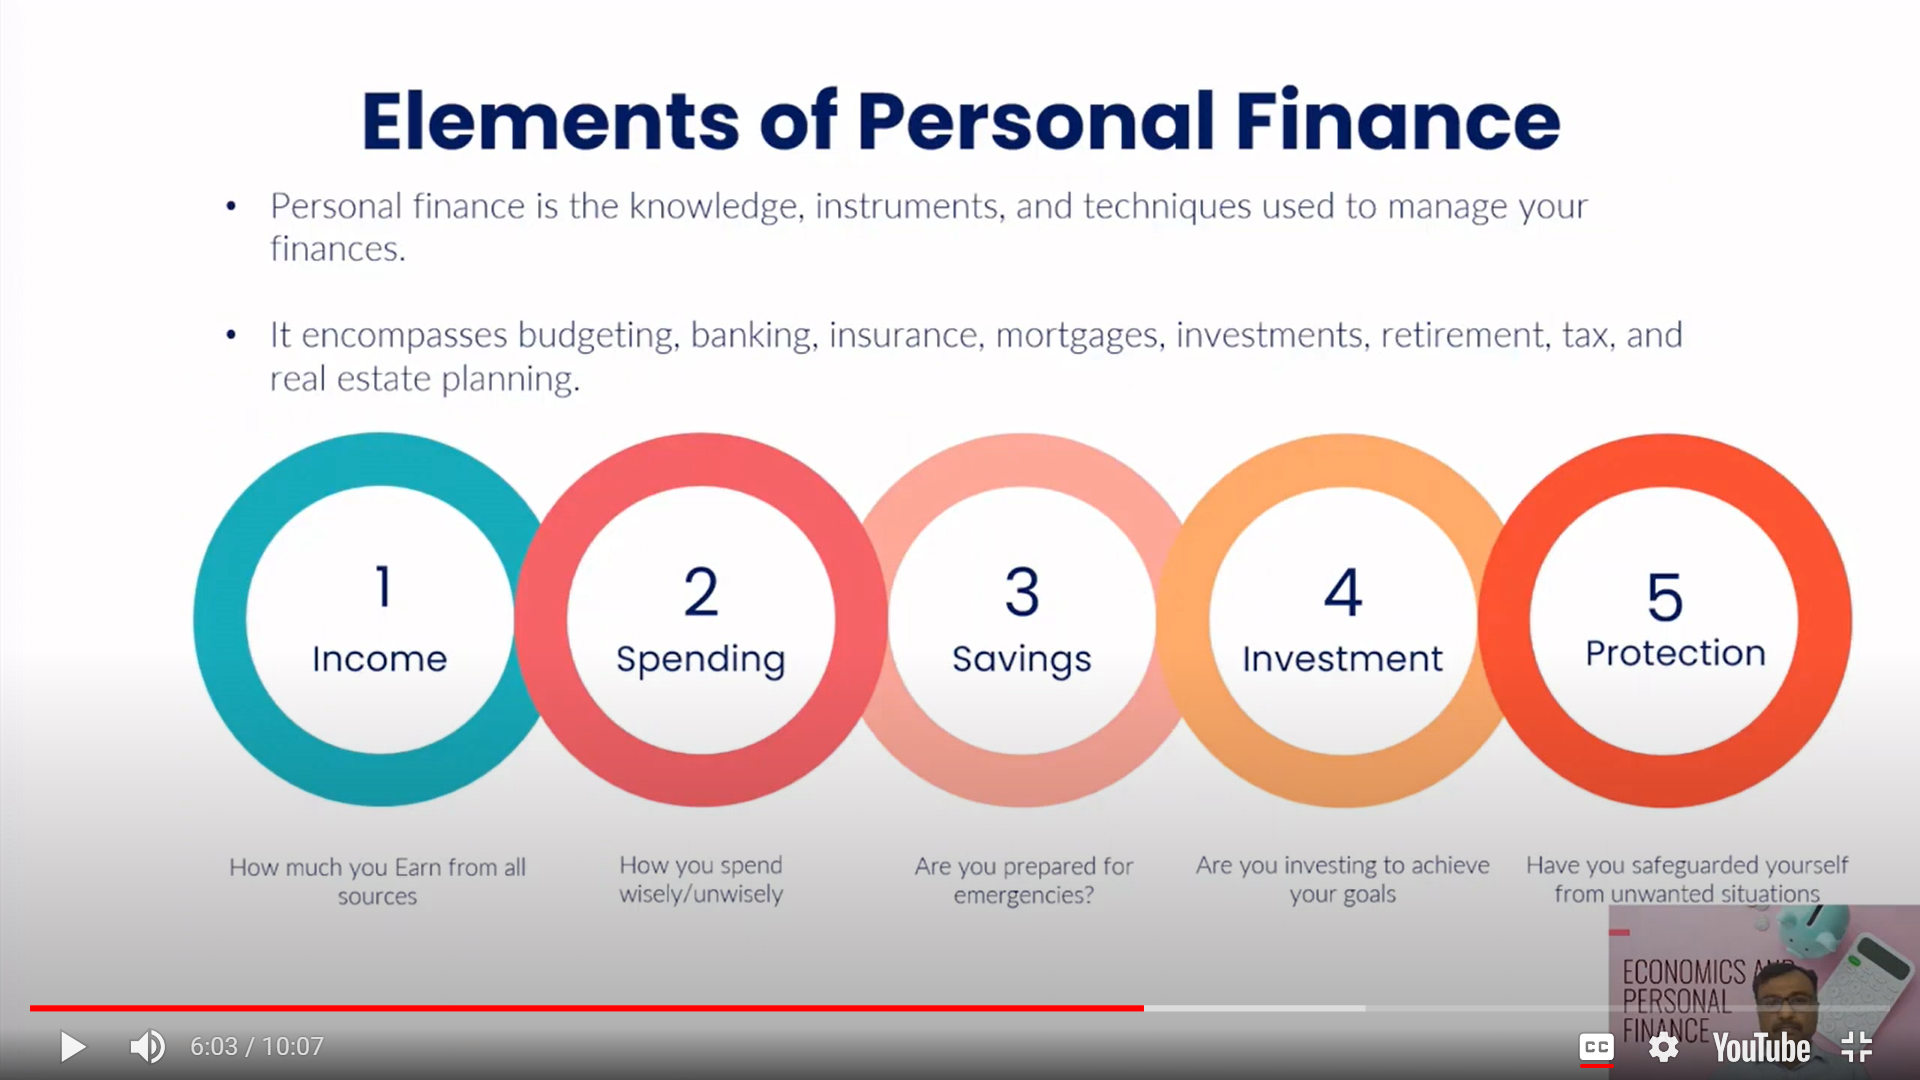 Elements of Personal Finance
• Personal finance is the knowledge, instruments, and techniques used to manage your
finances.
• It encompasses budgeting, banking, insurance, mortgages, investments, retirement, tax, and
real estate planning.
1
Income
2
Spending
3
Savings
4
Investment
5
Protection
How much you Earn from all
sources
How you spend
wisely/unwisely
Are you prepared for
emergencies?
Are you investing to achieve
your goals
Have you safeguarded yourself
from unwanted situations
ECONOMICS AND
PERSONAL
FINANCE
6:03 / 10:07
CC
YouTube